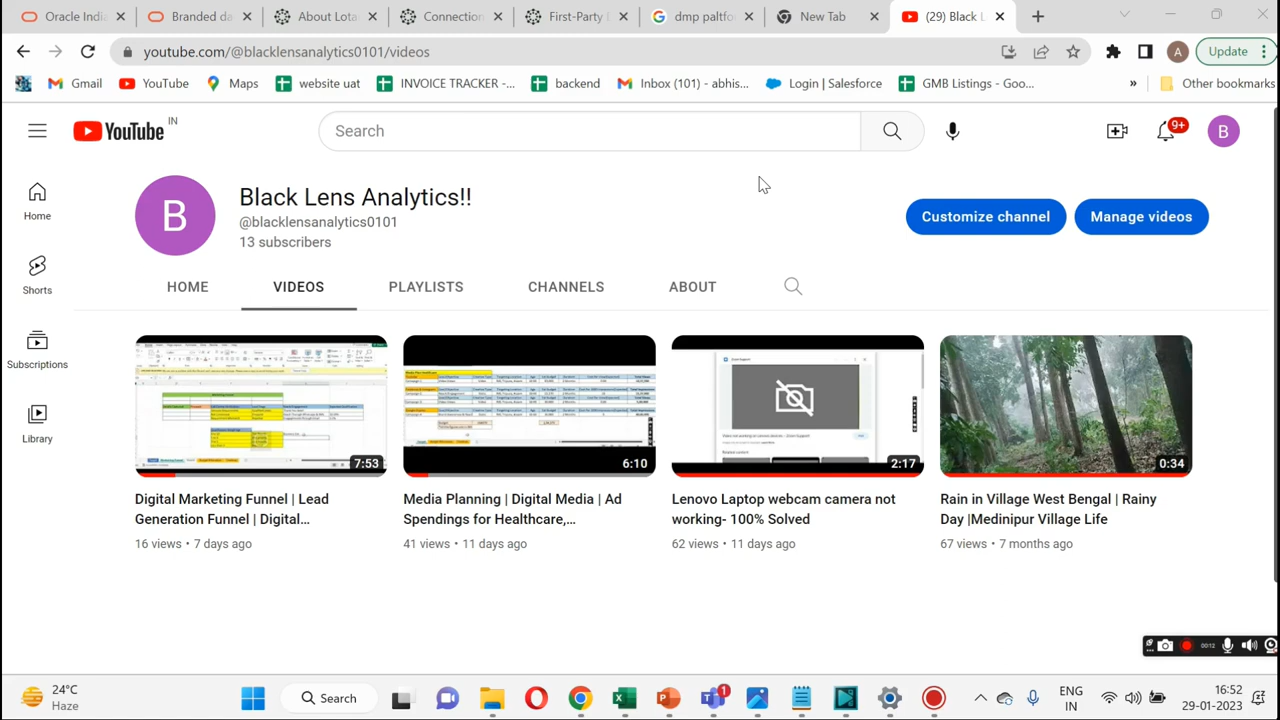 Oracle India
Branded da
About Lota
Connection
First-Party D
dmp paltfo
New Tab
(29) Black L
youtube.com/@blacklensanalytics0101/videos
A
Update
Gmail
YouTube
Maps
website uat
INVOICE TRACKER -...
backend
Inbox (101) - abhis...
Login | Salesforce
GMB Listings - Goo...
»
Other bookmarks
YouTube IN
Search
9+
B
Home
Shorts
Subscriptions
Library
B
Black Lens Analytics!!
@blacklensanalytics0101
13 subscribers
Customize channel
Manage videos
HOME
VIDEOS
PLAYLISTS
CHANNELS
ABOUT
7:53
6:10
2:17
0:34
Digital Marketing Funnel | Lead
Generation Funnel | Digital...
16 views • 7 days ago
Media Planning | Digital Media | Ad
Spendings for Healthcare,...
41 views • 11 days ago
Lenovo Laptop webcam camera not
working- 100% Solved
62 views • 11 days ago
Rain in Village West Bengal | Rainy
Day |Medinipur Village Life
67 views • 7 months ago
00:12
24°C
Haze
Search
1
ENG
IN
16:52
29-01-2023